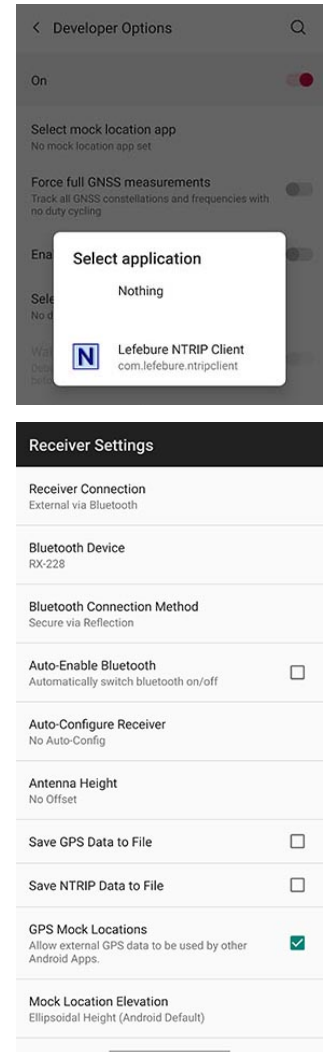 Developer Options
On
Select mock location app
No mock location app set
Force full GNSS measurements
Track all GNSS constellations and frequencies with
no duty cycling
Ena
Select application
Nothing
Sele
No d
Lefebure NTRIP Client
com.lefebure.ntripclient
Receiver Settings
Receiver Connection
External via Bluetooth
Bluetooth Device
RX-228
Bluetooth Connection Method
Secure via Reflection
Auto-Enable Bluetooth
Automatically switch bluetooth on/off
Auto-Configure Receiver
No Auto-Config
Antenna Height
No Offset
Save GPS Data to File
Save NTRIP Data to File
GPS Mock Locations
Allow external GPS data to be used by other
Android Apps.
Mock Location Elevation
Ellipsoidal Height (Android Default)